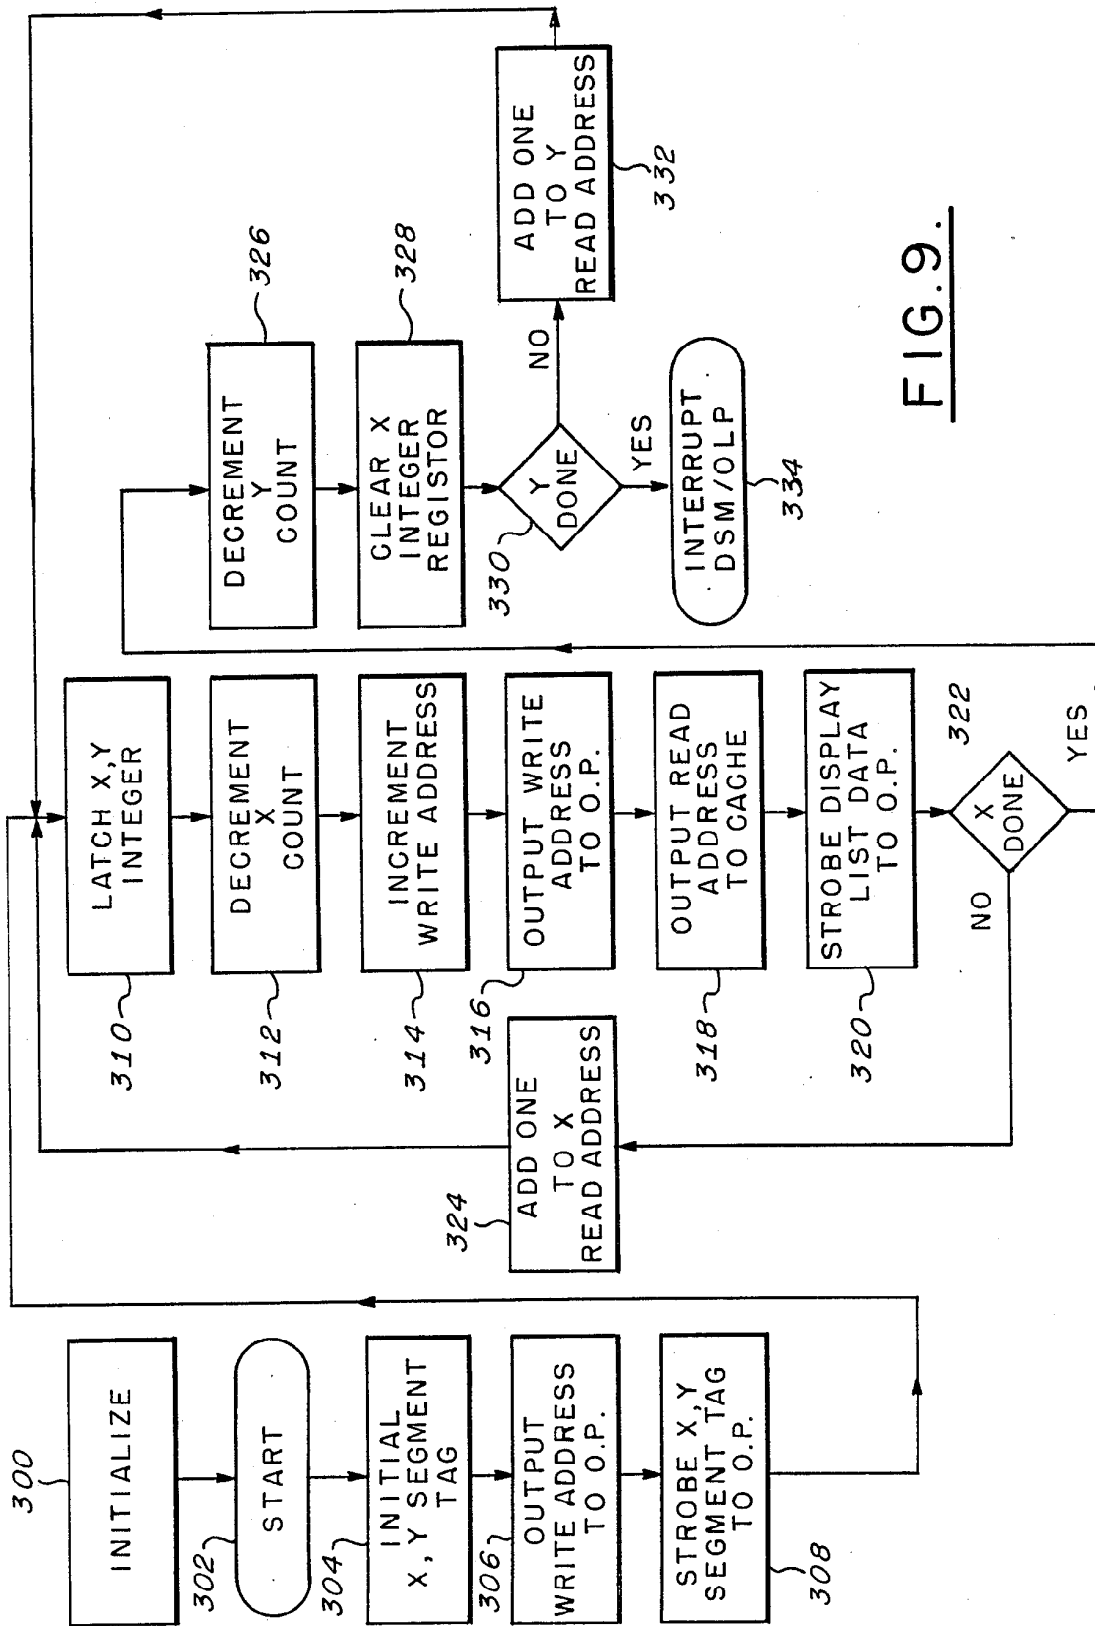 300
INITIALIZE
302
START
304
INITIAL
X, Y SEGMENT
TAG
306
OUTPUT
WRITE ADDRESS
TO O.P.
308
STROBE X,Y
SEGMENT TAG
TO O.P.
310
LATCH X,Y
INTEGER
312
DECREMENT
X
COUNT
314
INCREMENT
WRITE ADDRESS
316
OUTPUT WRITE
ADDRESS
TO O.P.
318
OUTPUT READ
ADDRESS
TO CACHE
320
STROBE DISPLAY
LIST DATA
TO O.P.
322
X
DONE
NO
YES
324
ADD ONE
TO X
READ ADDRESS
326
DECREMENT
Y
COUNT
328
CLEAR X
INTEGER
REGISTOR
330
Y
DONE
NO
YES
332
ADD ONE
TO Y
READ ADDRESS
334
INTERRUPT
DSM/OLP
FIG.9.